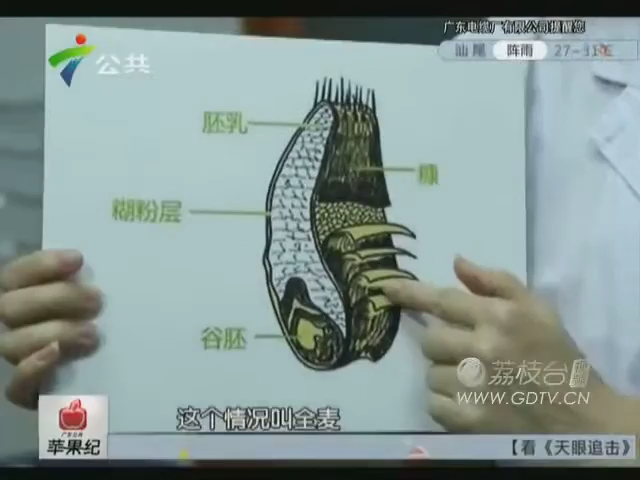 广东电缆厂有限公司提醒您
公共
汕尾 阵雨 27~31℃
胚乳
糠
糊粉层
谷胚
荔枝台
WWW.GDTV.CN
这个情况叫全麦
苹果纪
【看《天眼追击》